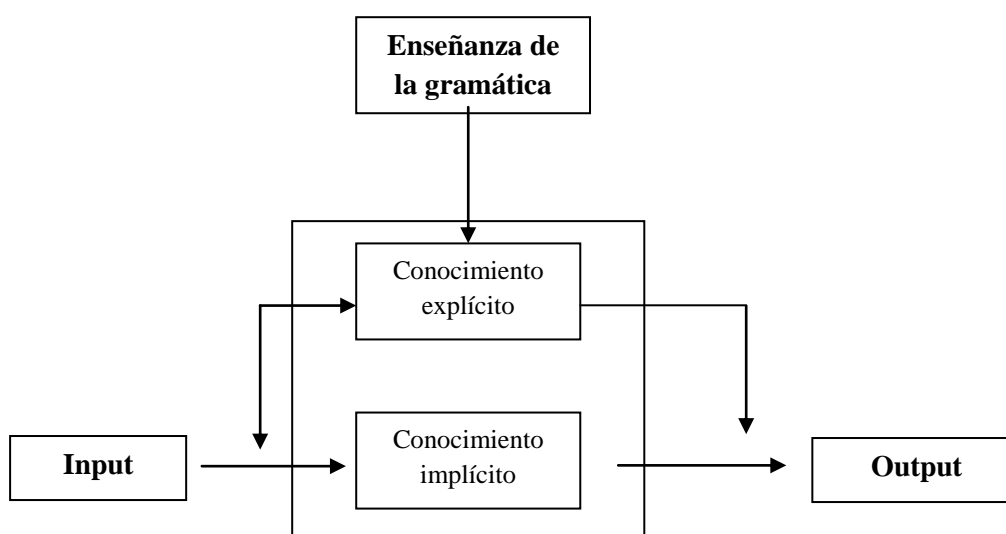 Enseñanza de
la gramática
Conocimiento
explícito
Input
Conocimiento
implícito
Output